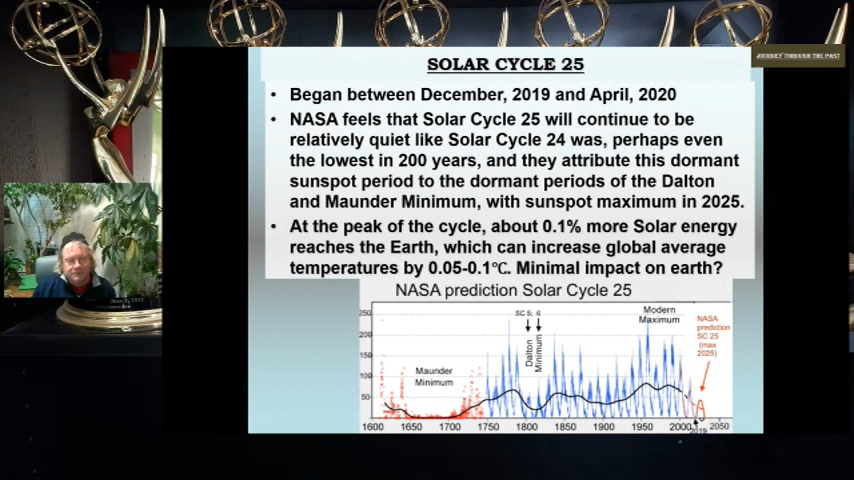 SOLAR CYCLE 25
JOURNEY THROUGH THE PAST
• Began between December, 2019 and April, 2020
• NASA feels that Solar Cycle 25 will continue to be
relatively quiet like Solar Cycle 24 was, perhaps even
the lowest in 200 years, and they attribute this dormant
sunspot period to the dormant periods of the Dalton
and Maunder Minimum, with sunspot maximum in 2025.
• At the peak of the cycle, about 0.1% more Solar energy
reaches the Earth, which can increase global average
temperatures by 0.05-0.1°C. Minimal impact on earth?
NASA prediction Solar Cycle 25
250
200
150
100
50
Maunder
Minimum
SC 5; 6
Dalton
Minimum
Modern
Maximum
NASA
prediction
SC 25
(max
2025)
1600 1650 1700 1750 1800 1850 1900 1950 2000 2050
2019